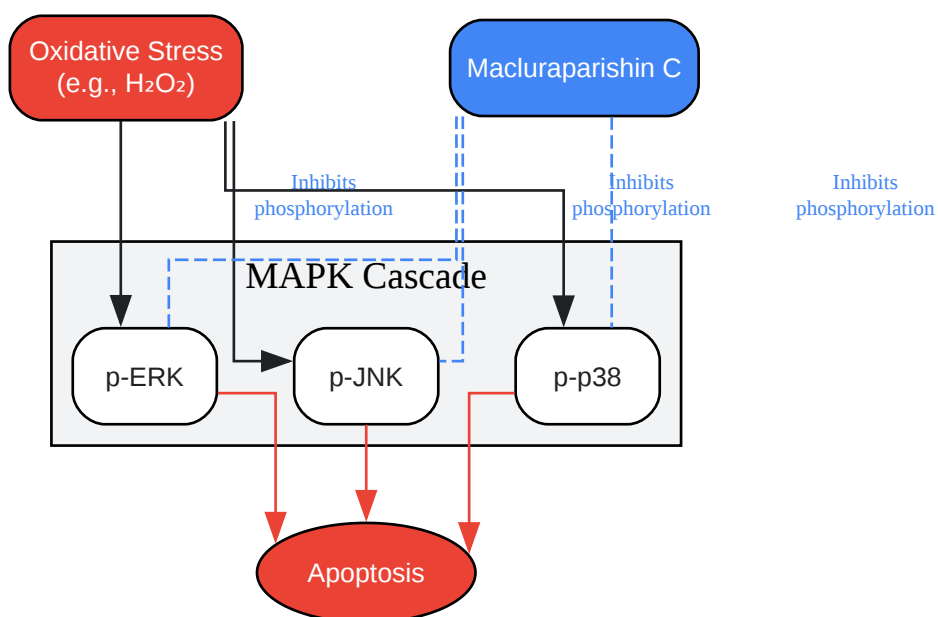 Oxidative Stress
(e.g., H₂O₂)
Macluraparishin C
Inhibits
phosphorylation
Inhibits
phosphorylation
Inhibits
phosphorylation
MAPK Cascade
p-ERK
p-JNK
p-p38
Apoptosis